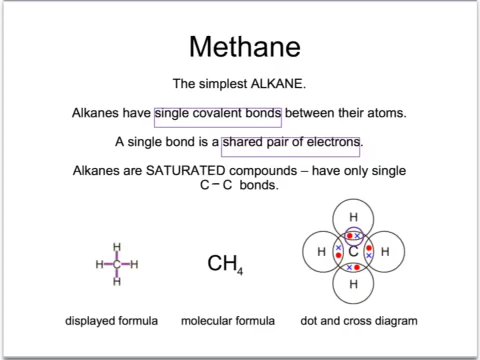 Methane
The simplest ALKANE.
Alkanes have single covalent bonds between their atoms.
A single bond is a shared pair of electrons.
Alkanes are SATURATED compounds – have only single
C – C bonds.
H
H C H
H
CH₄
H
H C H
H
displayed formula molecular formula dot and cross diagram